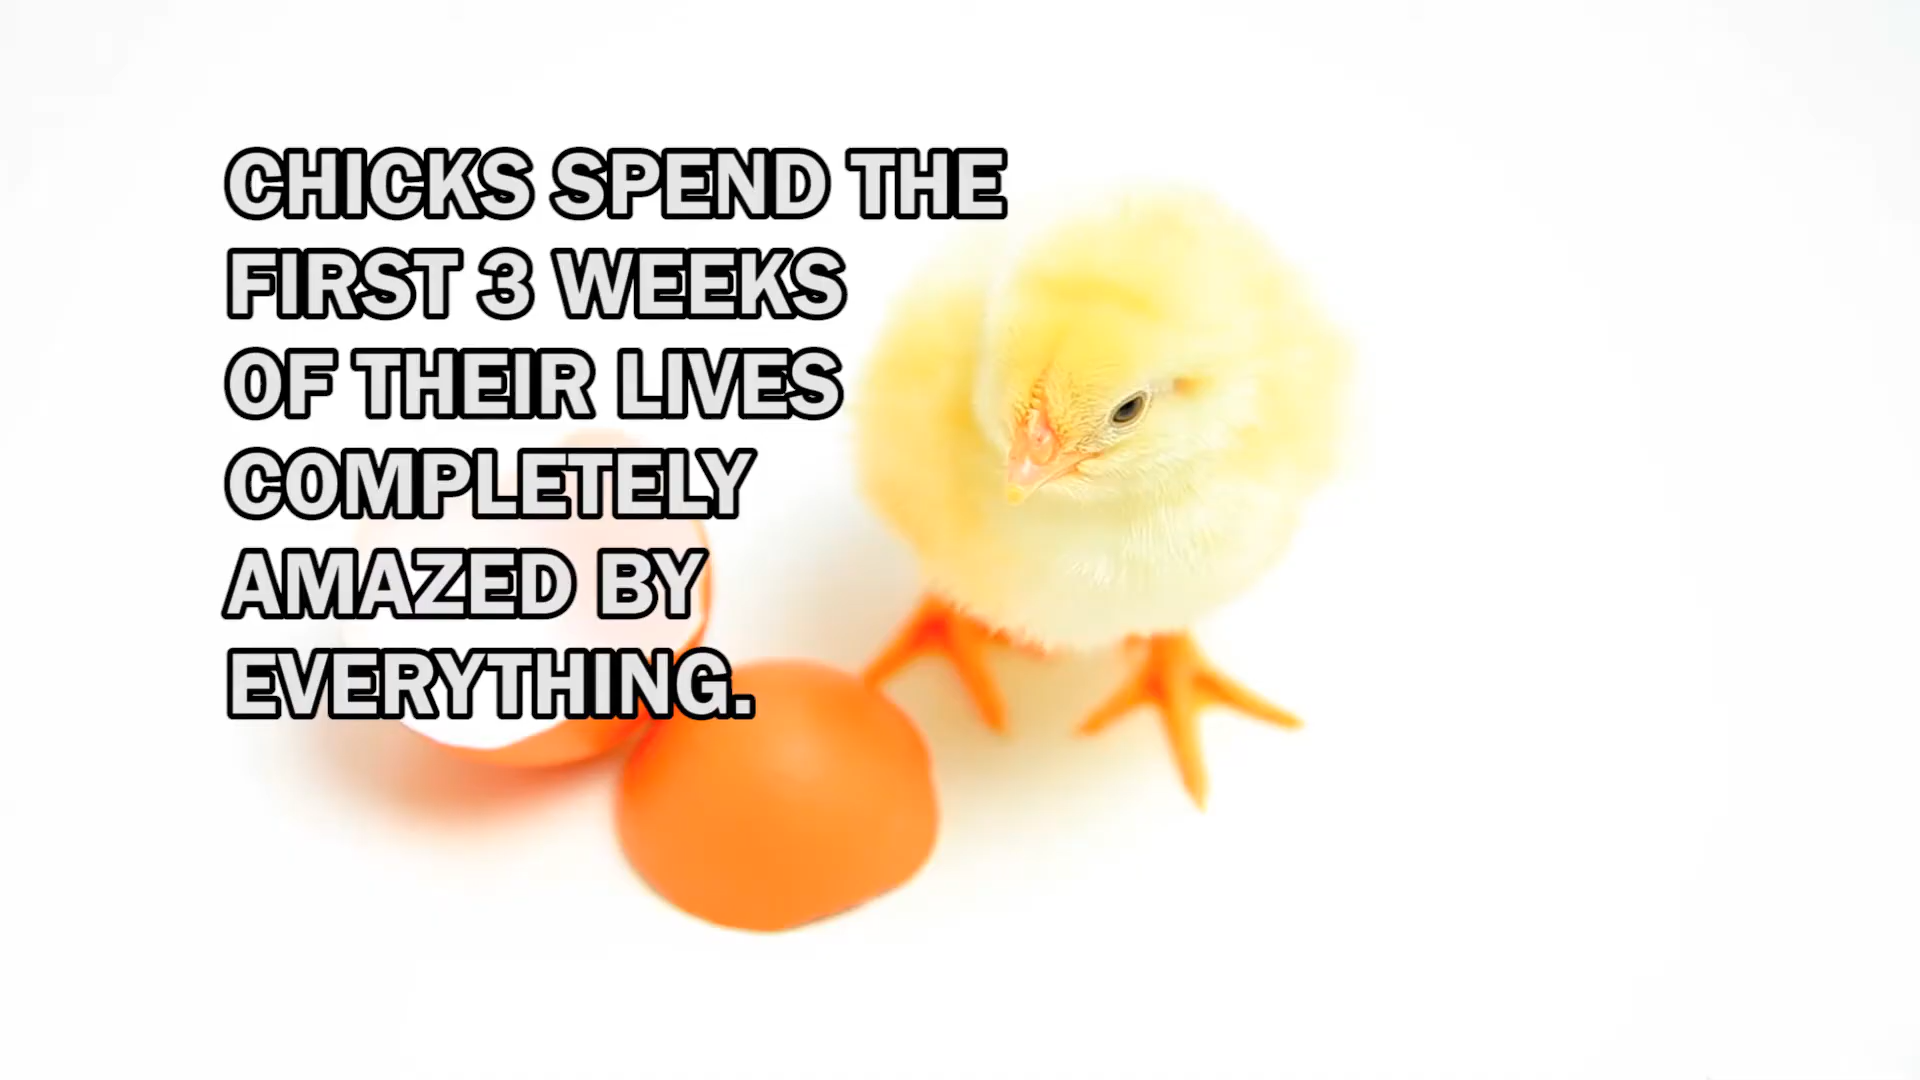 CHICKS SPEND THE
FIRST 3 WEEKS
OF THEIR LIVES
COMPLETELY
AMAZED BY
EVERYTHING.